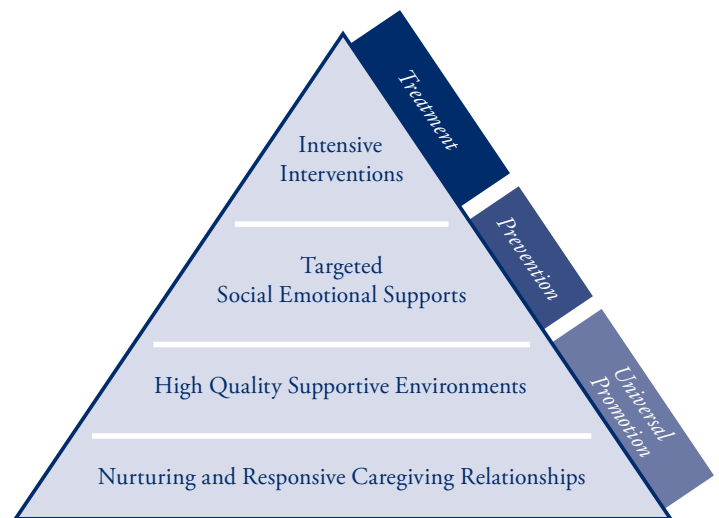 Treatment
Intensive
Interventions
Prevention
Targeted
Social Emotional Supports
High Quality Supportive Environments
Universal
Promotion
Nurturing and Responsive Caregiving Relationships